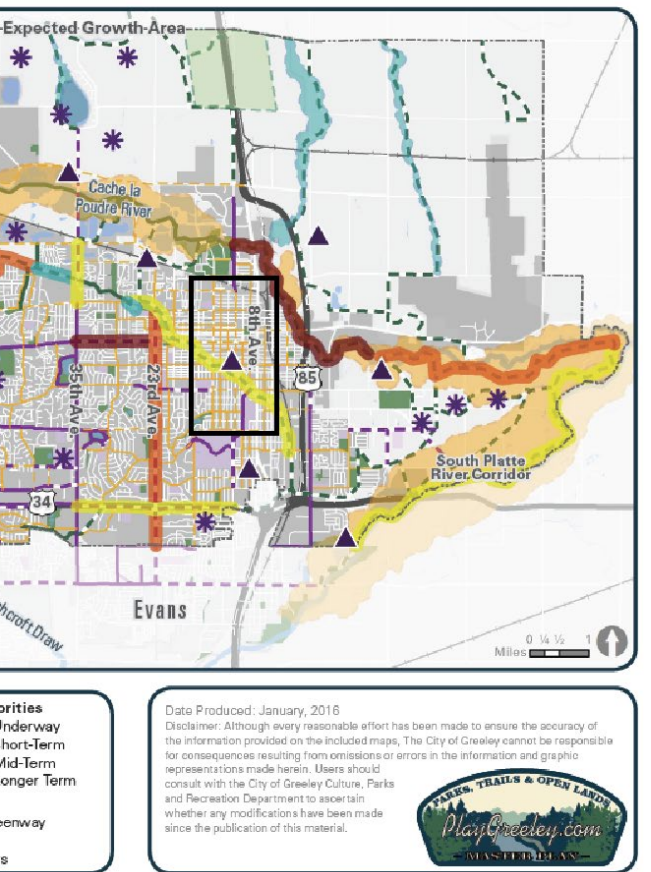 Expected Growth Area
Cache la
Poudre River
8th Ave.
35th Ave.
23rd Ave.
85
34
South Platte
River Corridor
Evans
hcroft Draw
0 ¼ ½ 1
Miles
orities
Underway
hort-Term
Mid-Term
onger Term
eenway
s
Date Produced: January, 2016
Disclaimer: Although every reasonable effort has been made to ensure the accuracy of
the information provided on the included maps, The City of Greeley cannot be responsible
for consequences resulting from omissions or errors in the information and graphic
representations made herein. Users should
consult with the City of Greeley Culture, Parks
and Recreation Department to ascertain
whether any modifications have been made
since the publication of this material.
PARKS, TRAILS & OPEN LANDS
PlayGreeley.com
MASTER PLAN